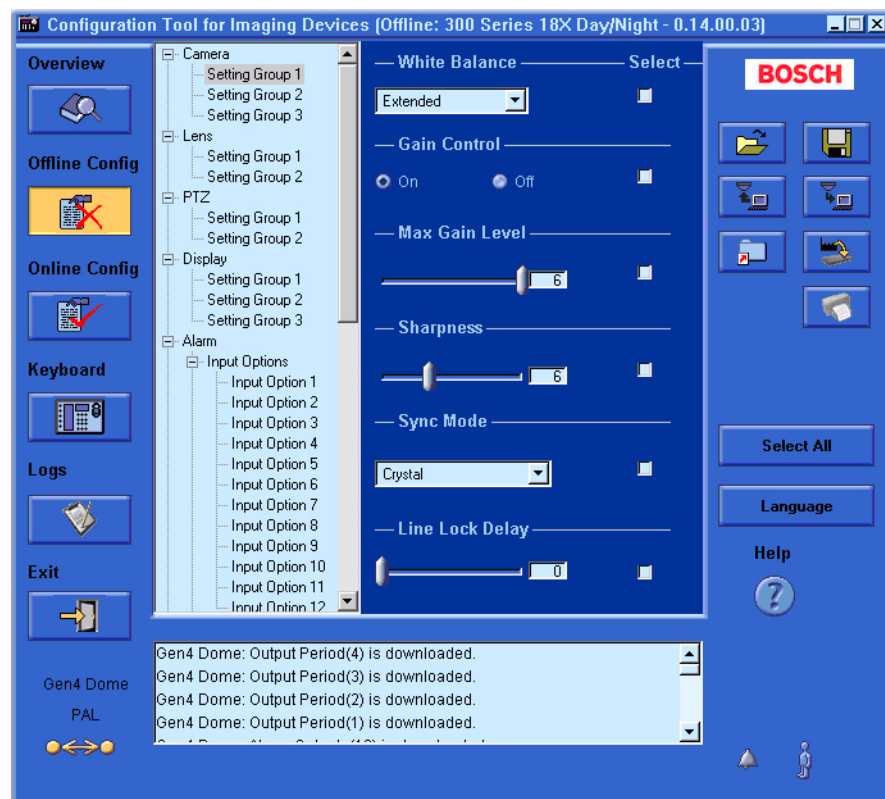 Configuration Tool for Imaging Devices (Offline: 300 Series 18X Day/Night - 0.14.00.03)
Overview
Offline Config
Online Config
Keyboard
Logs
Exit
Gen4 Dome
PAL
Camera
Setting Group 1
Setting Group 2
Setting Group 3
Lens
Setting Group 1
Setting Group 2
PTZ
Setting Group 1
Setting Group 2
Display
Setting Group 1
Setting Group 2
Setting Group 3
Alarm
Input Options
Input Option 1
Input Option 2
Input Option 3
Input Option 4
Input Option 5
Input Option 6
Input Option 7
Input Option 8
Input Option 9
Input Option 10
Input Option 11
Input Option 12
White Balance Select
Extended
Gain Control
On Off
Max Gain Level
6
Sharpness
6
Sync Mode
Crystal
Line Lock Delay
0
BOSCH
Select All
Language
Help
?
Gen4 Dome: Output Period(4) is downloaded.
Gen4 Dome: Output Period(3) is downloaded.
Gen4 Dome: Output Period(2) is downloaded.
Gen4 Dome: Output Period(1) is downloaded.